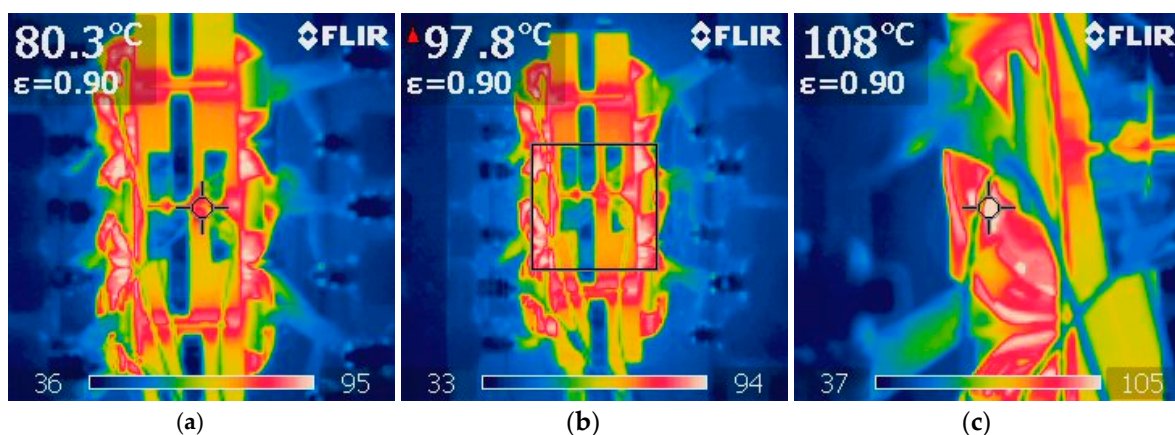 80.3°C
ε=0.90
FLIR
36 95
(a)
97.8°C
ε=0.90
FLIR
33 94
(b)
108°C
ε=0.90
FLIR
37 105
(c)